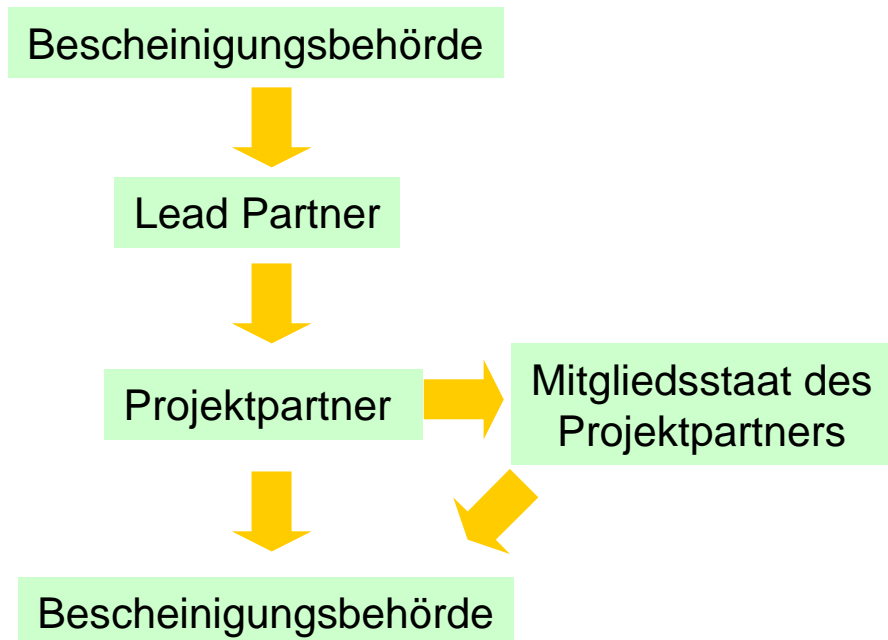 Bescheinigungsbehörde
Lead Partner
Projektpartner
Mitgliedsstaat des
Projektpartners
Bescheinigungsbehörde